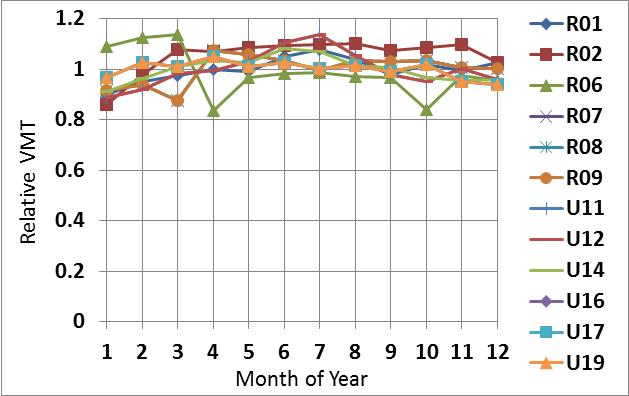 1.2
1
0.8
0.6
0.4
0.2
0
Relative VMT
1 2 3 4 5 6 7 8 9 10 11 12
Month of Year
R01
R02
R06
R07
R08
R09
U11
U12
U14
U16
U17
U19